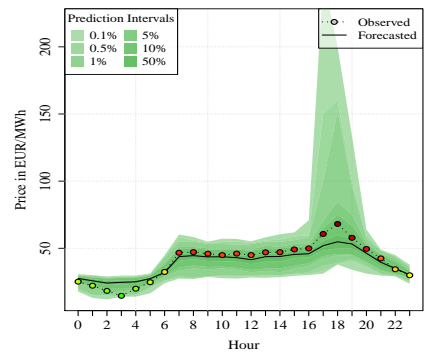 Prediction Intervals
0.1% 5%
0.5% 10%
1% 50%
Observed
Forecasted
Price in EUR/MWh
200
150
100
50
0 2 4 6 8 10 12 14 16 18 20 22
Hour